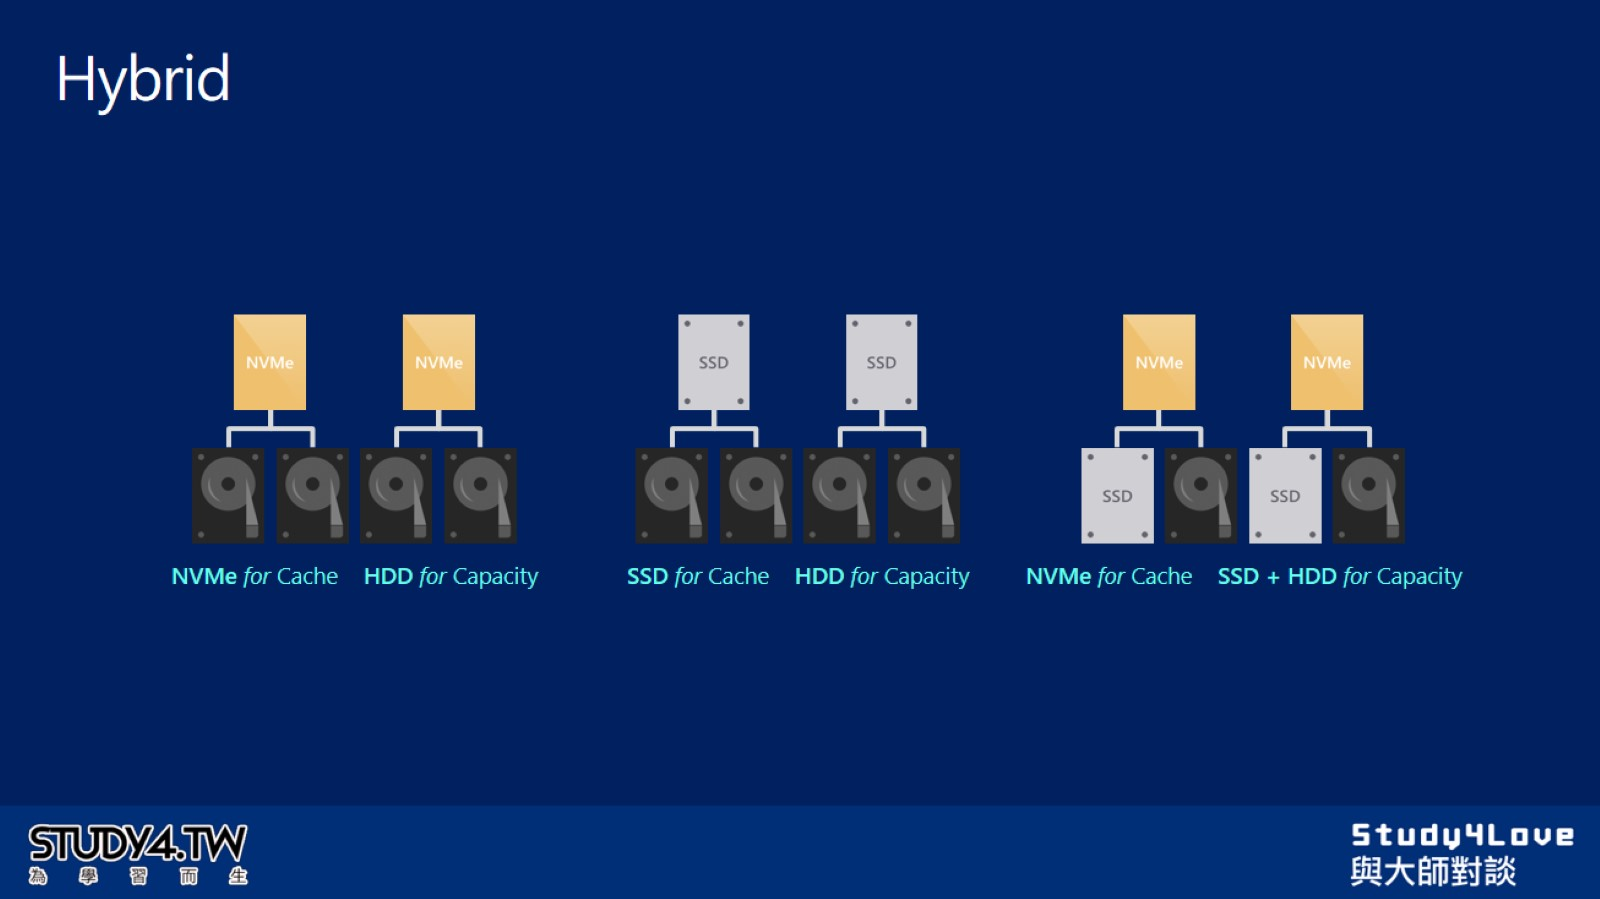 Hybrid
NVMe NVMe SSD SSD NVMe NVMe
SSD SSD
NVMe for Cache HDD for Capacity SSD for Cache HDD for Capacity NVMe for Cache SSD + HDD for Capacity
STUDY4.TW
為學習而生
Study4Love
與大師對談